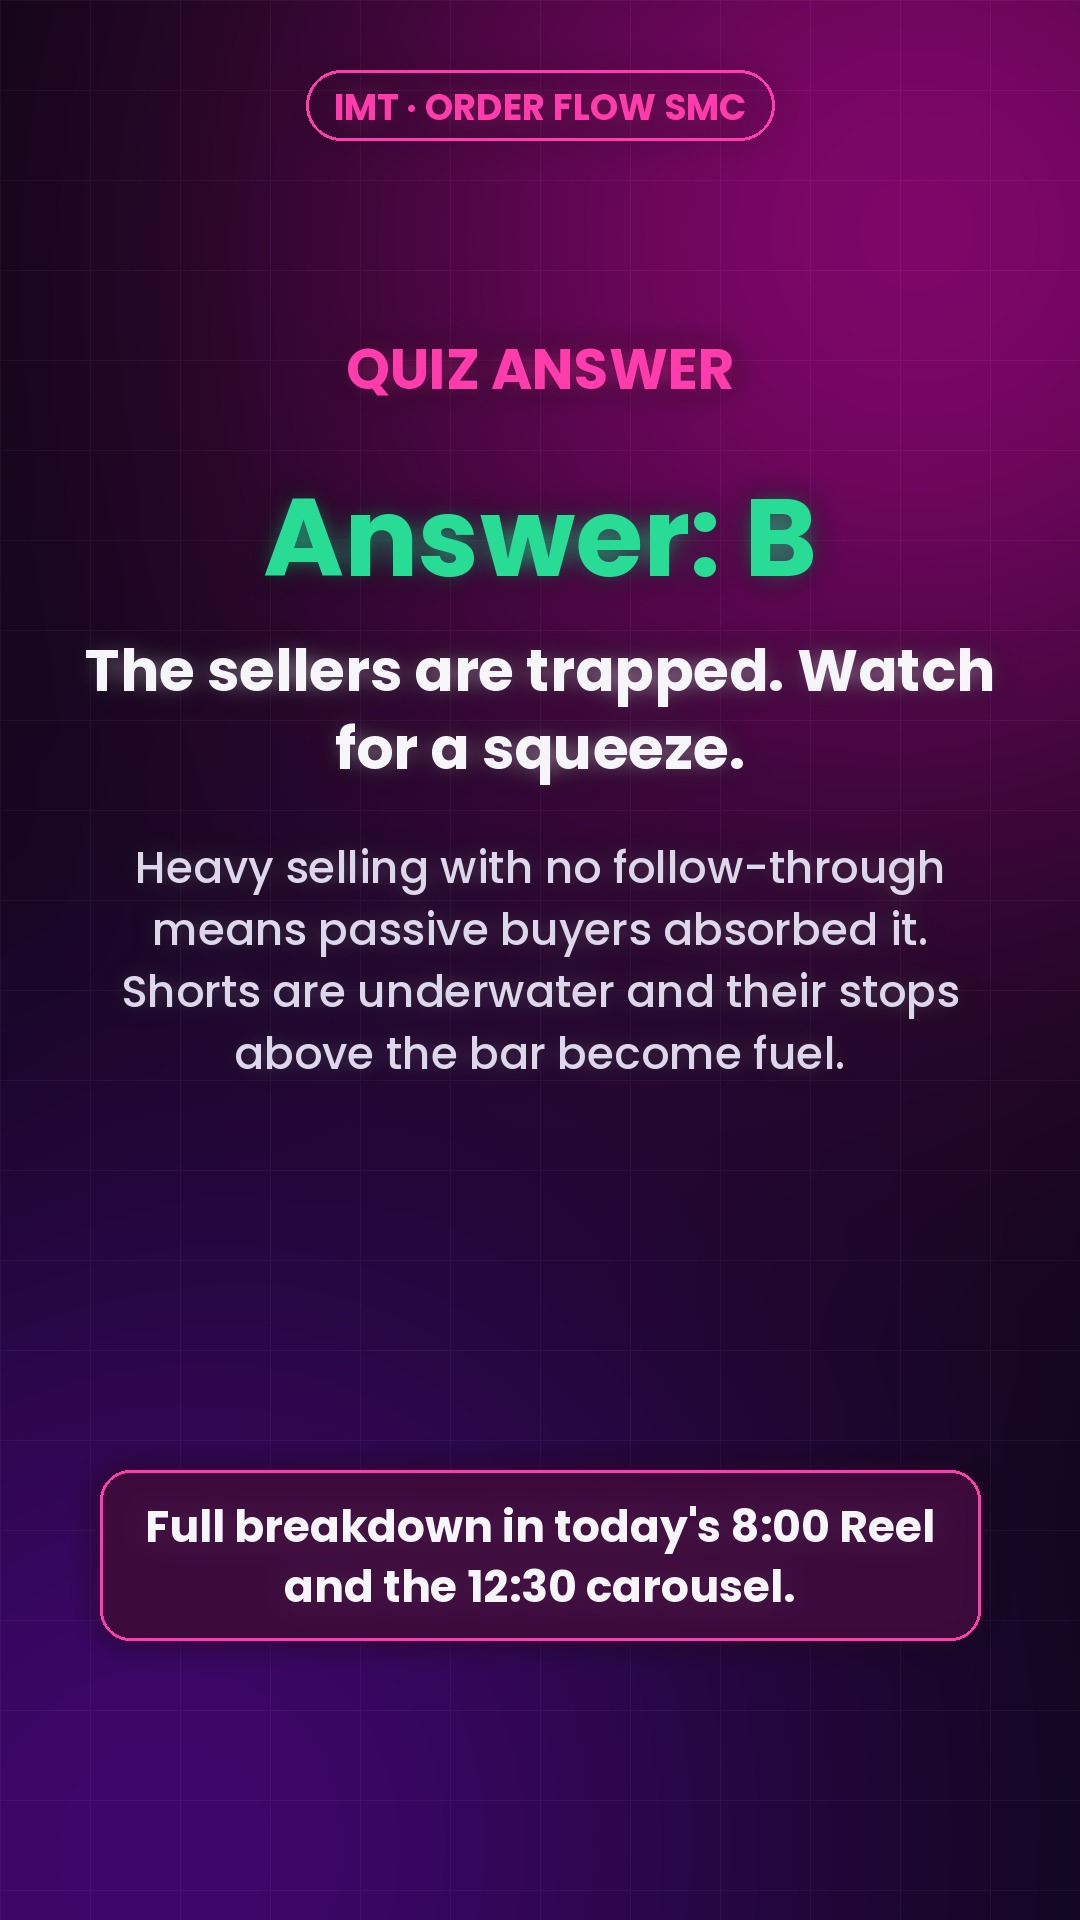 IMT · ORDER FLOW SMC
QUIZ ANSWER
Answer: B
The sellers are trapped. Watch
for a squeeze.
Heavy selling with no follow-through
means passive buyers absorbed it.
Shorts are underwater and their stops
above the bar become fuel.
Full breakdown in today's 8:00 Reel
and the 12:30 carousel.